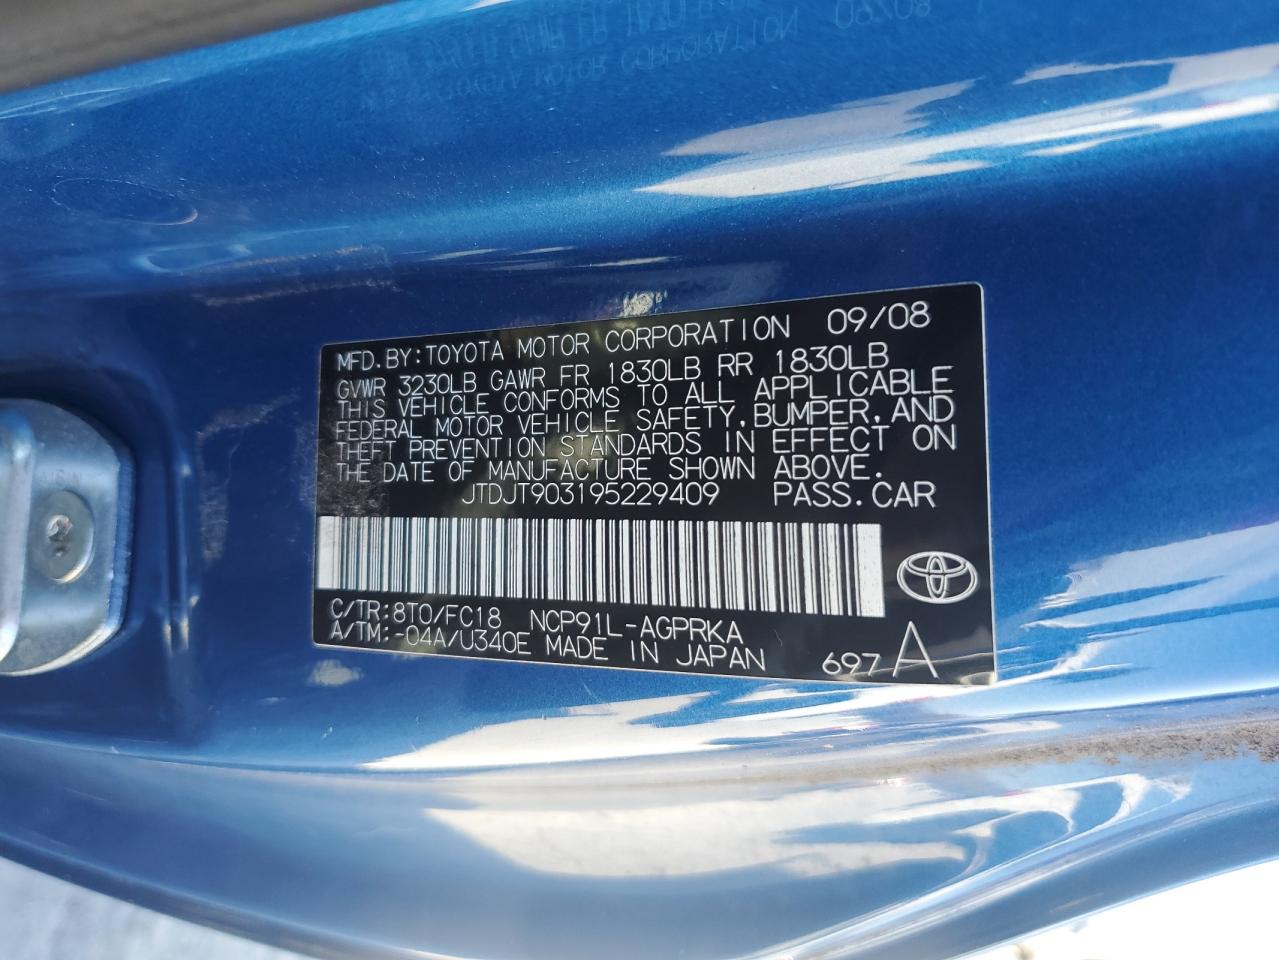 MFD.BY:TOYOTA MOTOR CORPORATION 09/08
GVWR 3230LB GAWR FR 1830LB RR 1830LB
THIS VEHICLE CONFORMS TO ALL APPLICABLE
FEDERAL MOTOR VEHICLE SAFETY,BUMPER,AND
THEFT PREVENTION STANDARDS IN EFFECT ON
THE DATE OF MANUFACTURE SHOWN ABOVE.
JTDJT903195229409 PASS.CAR
C/TR:8T0/FC18 NCP91L-AGPRKA
A/TM:-04A/U340E MADE IN JAPAN
697 A